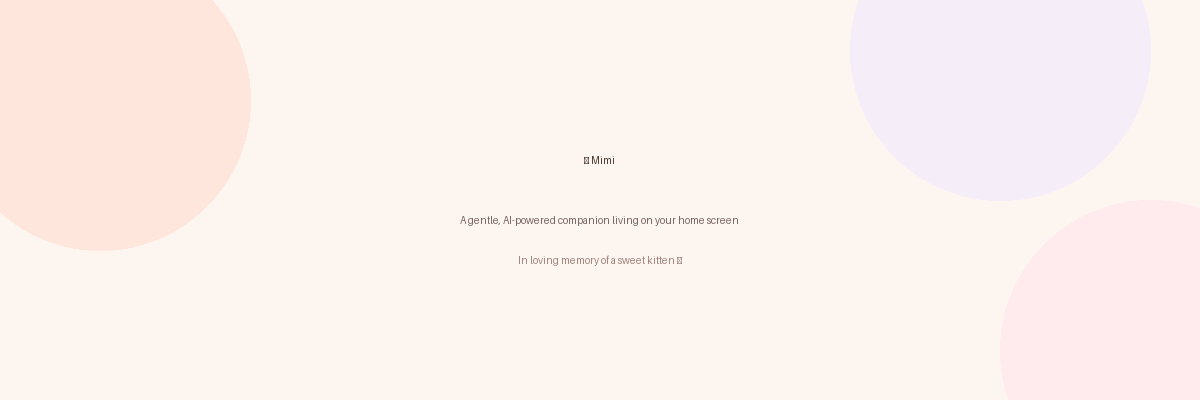 Mimi
A gentle, AI-powered companion living on your home screen
In loving memory of a sweet kitten